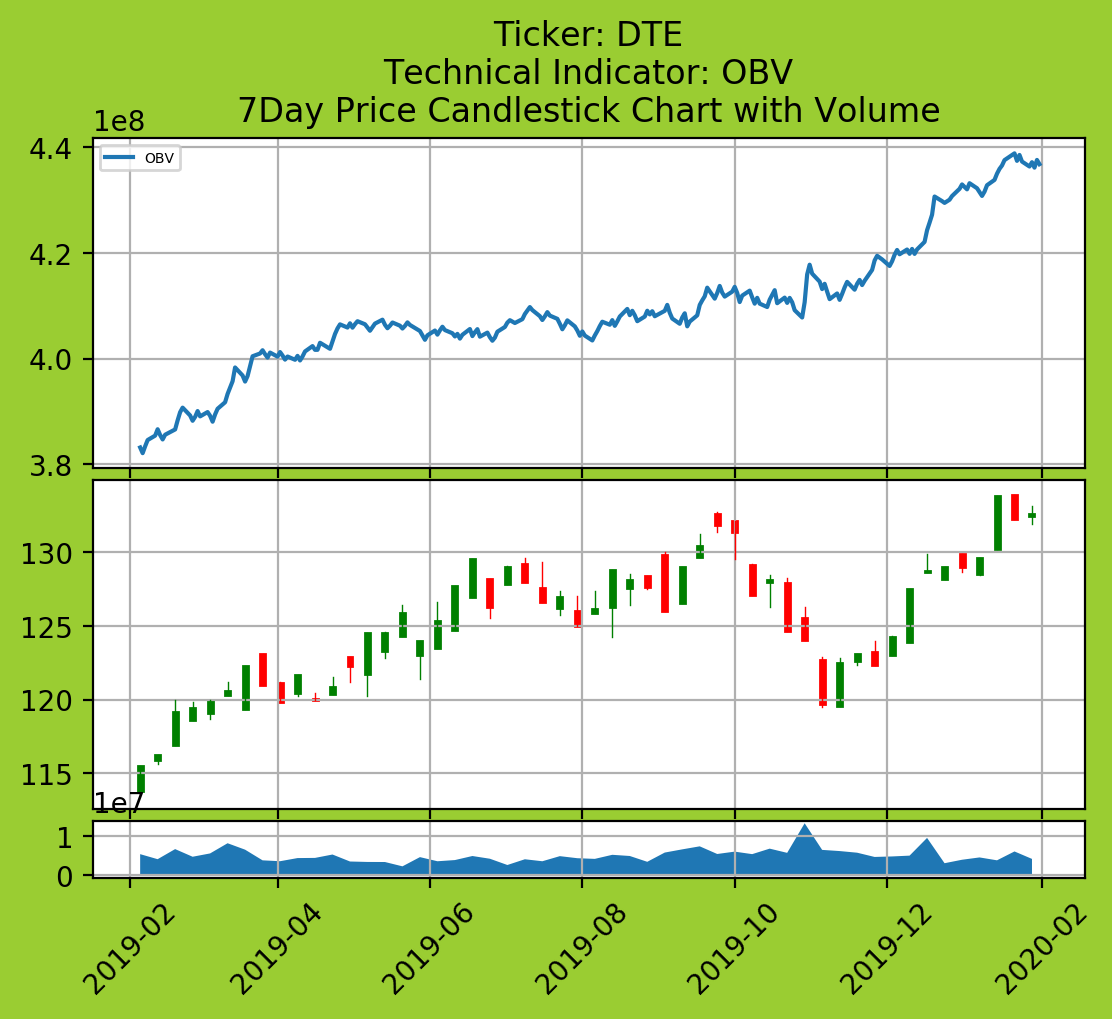 Ticker: DTE
Technical Indicator: OBV
7Day Price Candlestick Chart with Volume
1e8
OBV
4.4
4.2
4.0
3.8
130
125
120
115
1e7
1
0
2019-02
2019-04
2019-06
2019-08
2019-10
2019-12
2020-02